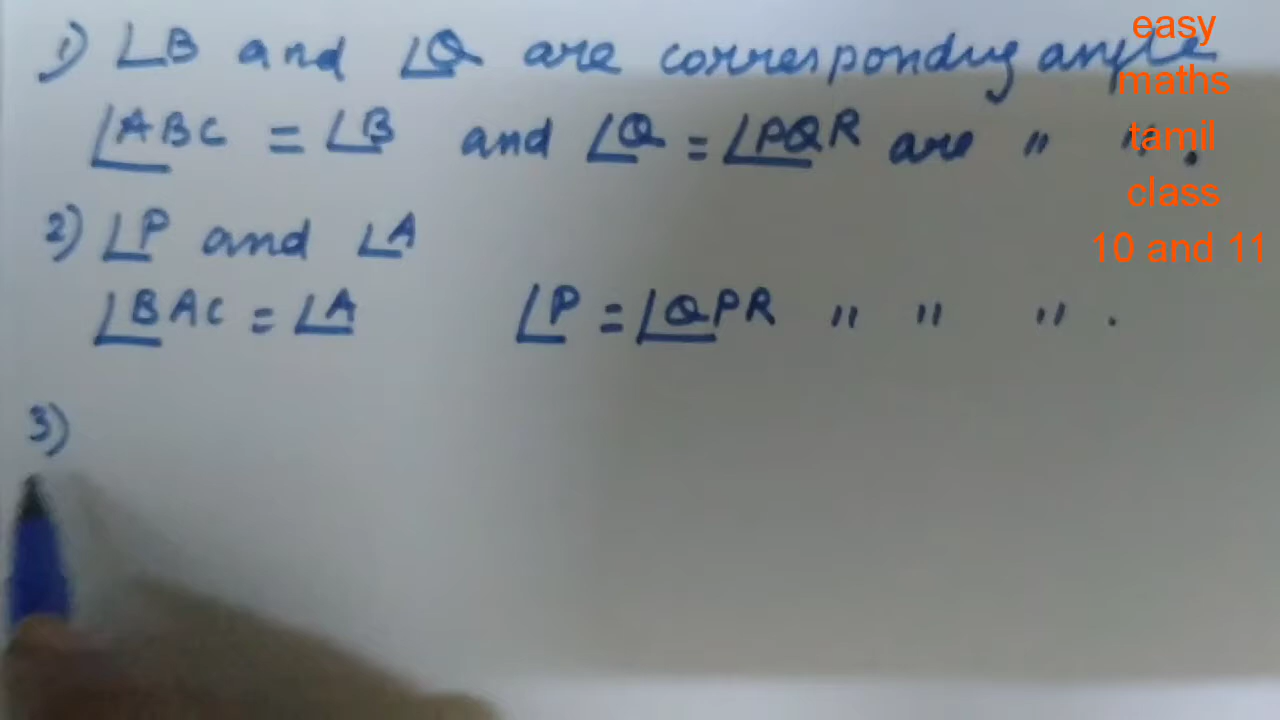 1) ∠B and ∠Q are corresponding angle
∠ABC = ∠B and ∠Q = ∠PQR are " " .
2) ∠P and ∠A
∠BAC = ∠A ∠P = ∠QPR " " " .
3)
easy
maths
tamil
class
10 and 11